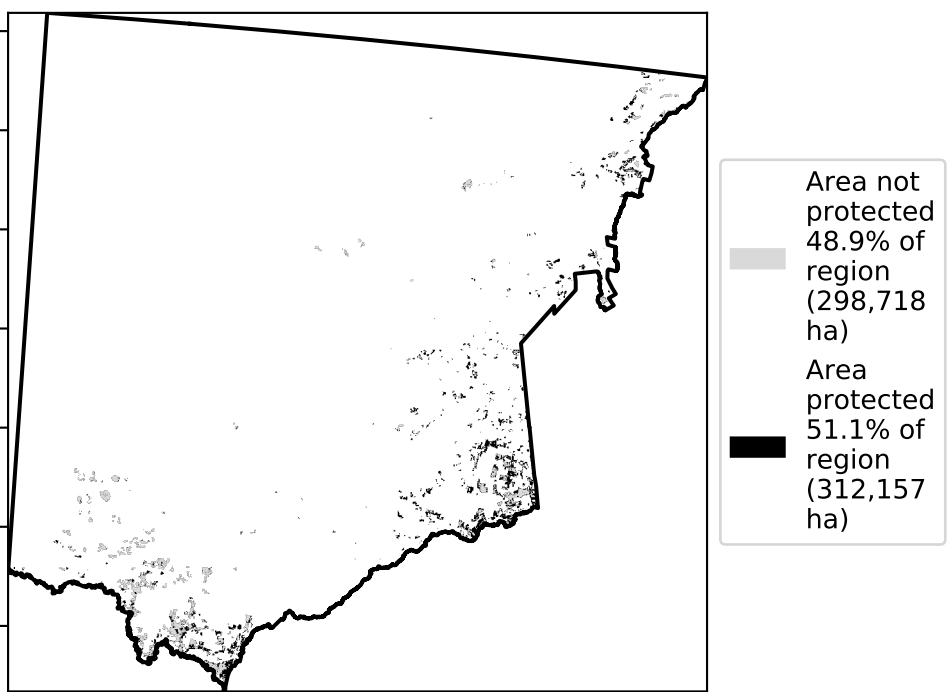 Area not
protected
48.9% of
region
(298,718
ha)
Area
protected
51.1% of
region
(312,157
ha)